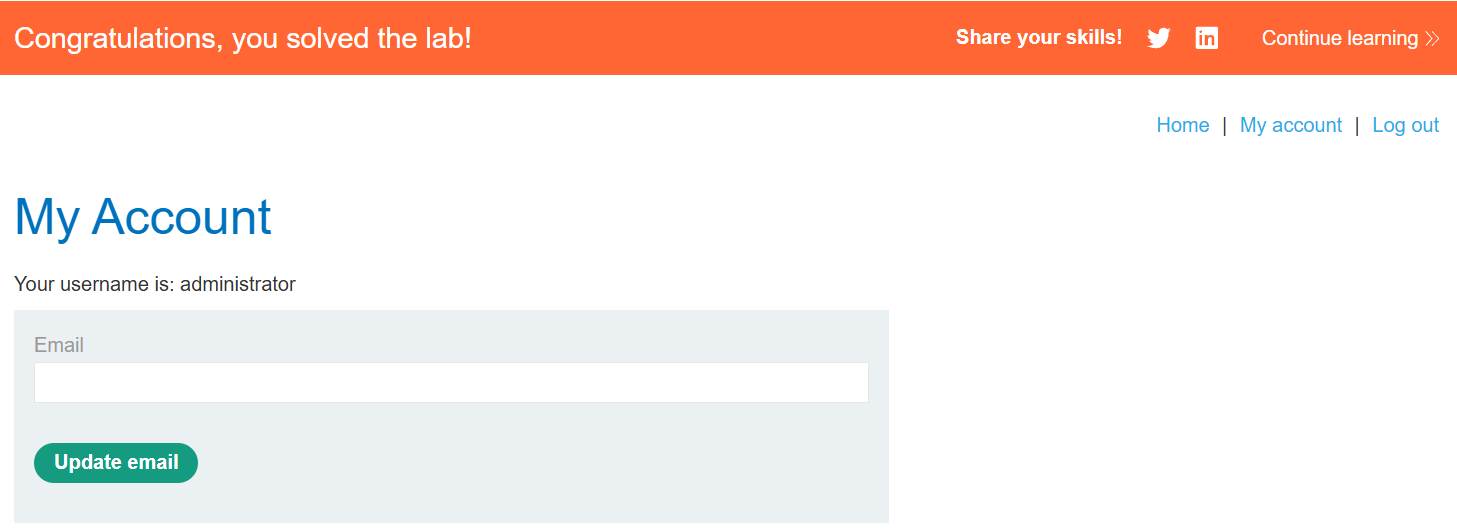 Congratulations, you solved the lab!
Share your skills!
Continue learning
Home | My account | Log out
My Account
Your username is: administrator
Email
Update email